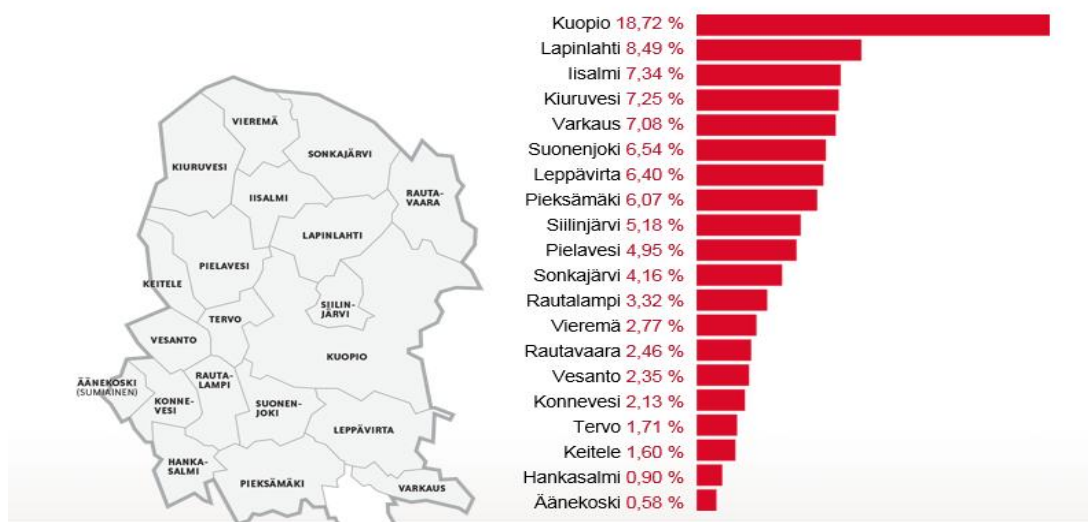 VIEREMÄ
SONKAJÄRVI
KIURUVESI
IISALMI
RAUTA-
VAARA
LAPINLAHTI
PIELAVESI
KEITELE
SIILIN-
JÄRVI
TERVO
VESANTO
KUOPIO
RAUTA-
LAMPI
ÄÄNEKOSKI
(SUMIAINEN)
KONNE-
VESI
SUONEN-
JOKI
LEPPÄVIRTA
HANKA-
SALMI
PIEKSÄMÄKI
VARKAUS
Kuopio 18,72 %
Lapinlahti 8,49 %
Iisalmi 7,34 %
Kiuruvesi 7,25 %
Varkaus 7,08 %
Suonenjoki 6,54 %
Leppävirta 6,40 %
Pieksämäki 6,07 %
Siilinjärvi 5,18 %
Pielavesi 4,95 %
Sonkajärvi 4,16 %
Rautalampi 3,32 %
Vieremä 2,77 %
Rautavaara 2,46 %
Vesanto 2,35 %
Konnevesi 2,13 %
Tervo 1,71 %
Keitele 1,60 %
Hankasalmi 0,90 %
Äänekoski 0,58 %